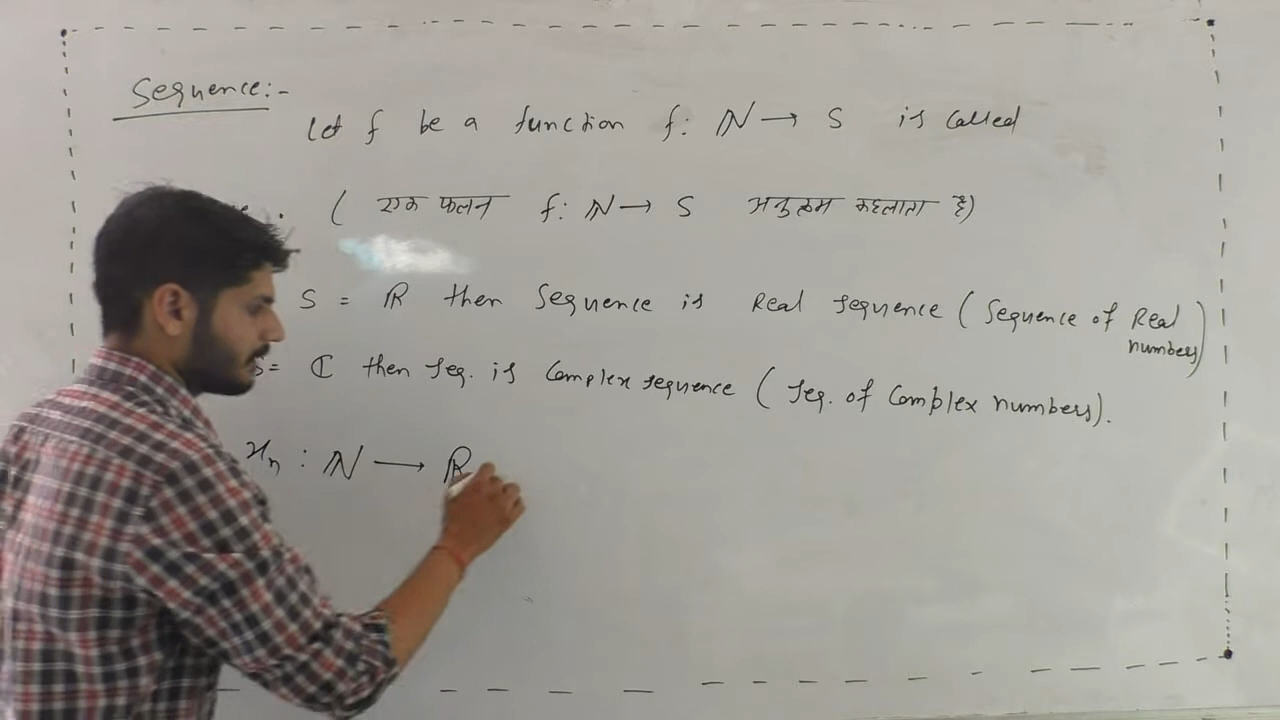 Sequence:-
Let f be a function f: ℕ → S is called
( एक फलन f: ℕ → S अनुक्रम कहलाता है)
S = ℝ then sequence is Real sequence ( Sequence of Real numbers)
S = ℂ then seq. is Complex sequence ( seq. of Complex numbers).
xₙ : ℕ → ℝ